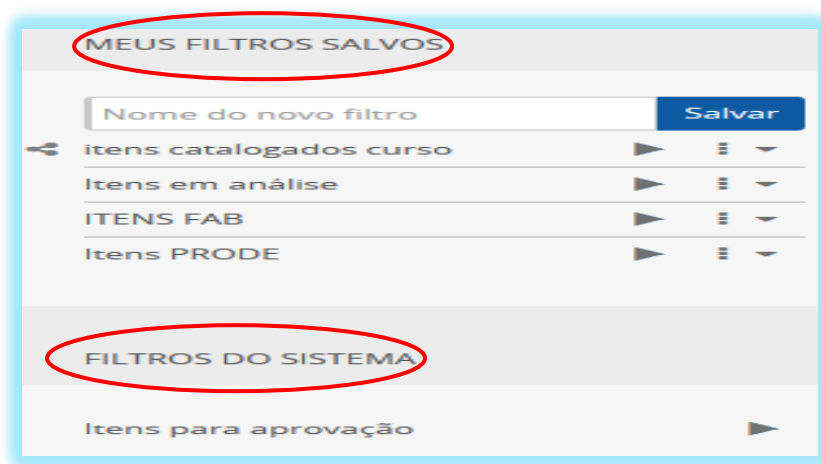 MEUS FILTROS SALVOS
Nome do novo filtro Salvar
itens catalogados curso
Itens em análise
ITENS FAB
Itens PRODE
FILTROS DO SISTEMA
Itens para aprovação